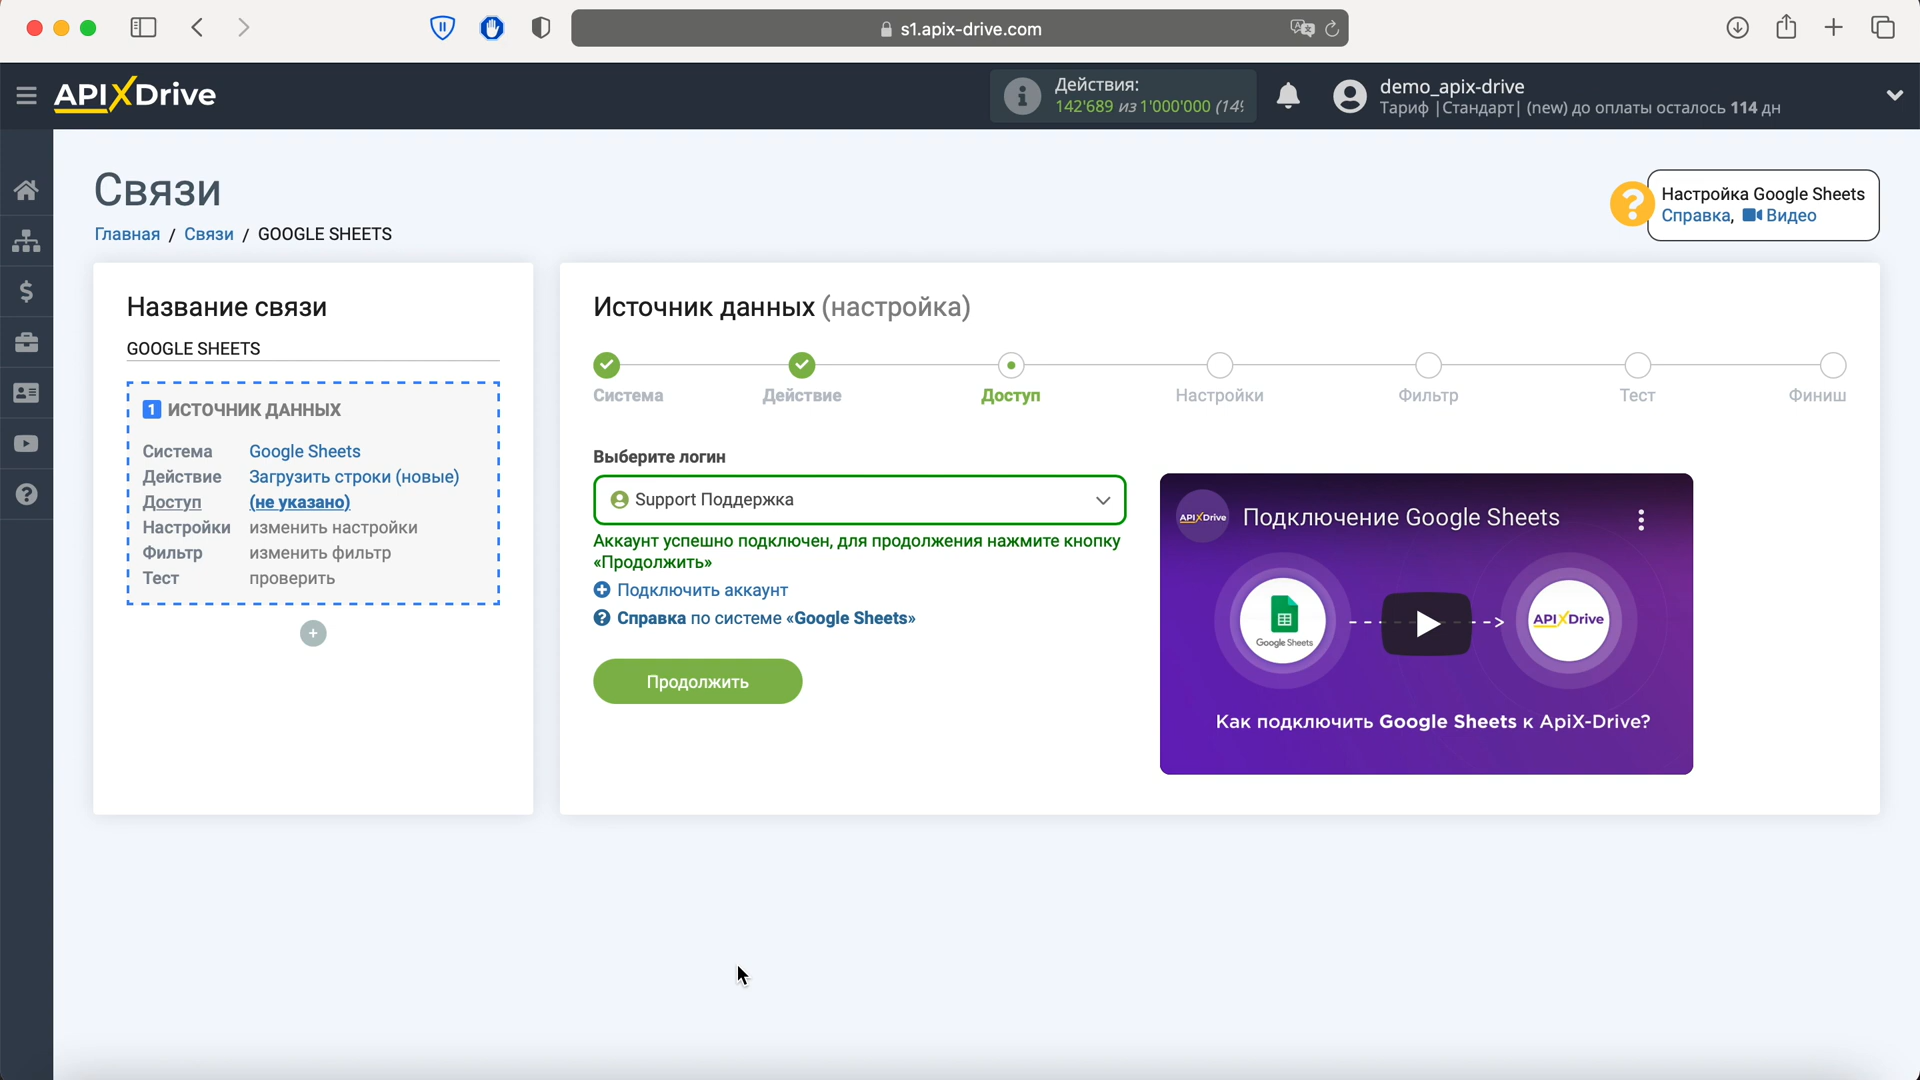 s1.apix-drive.com
APIXDrive
Действия:
142'689 из 1'000'000 (14%
demo_apix-drive
Тариф |Стандарт| (new) до оплаты осталось 114 дн
Связи
Главная / Связи / GOOGLE SHEETS
Настройка Google Sheets
Справка, Видео
Название связи
GOOGLE SHEETS
1 ИСТОЧНИК ДАННЫХ
Система Google Sheets
Действие Загрузить строки (новые)
Доступ (не указано)
Настройки изменить настройки
Фильтр изменить фильтр
Тест проверить
Источник данных (настройка)
Система Действие Доступ Настройки Фильтр Тест Финиш
Выберите логин
Support Поддержка
Аккаунт успешно подключен, для продолжения нажмите кнопку
«Продолжить»
Подключить аккаунт
Справка по системе «Google Sheets»
Продолжить
APIXDrive Подключение Google Sheets
Google Sheets
APIXDrive
Как подключить Google Sheets к ApiX-Drive?